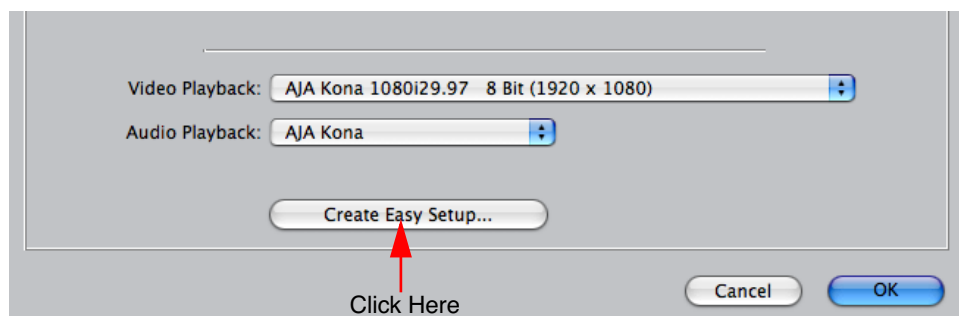 Video Playback: AJA Kona 1080i29.97 8 Bit (1920 x 1080)
Audio Playback: AJA Kona
Create Easy Setup...
Cancel OK
Click Here